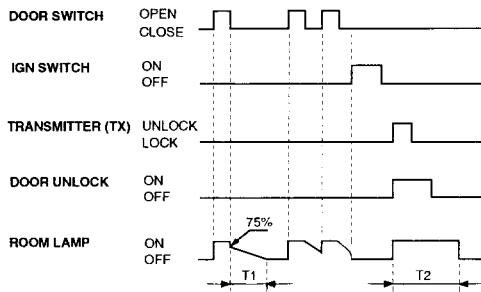 DOOR SWITCH OPEN
CLOSE
IGN SWITCH ON
OFF
TRANSMITTER (TX) UNLOCK
LOCK
DOOR UNLOCK ON
OFF
75%
ROOM LAMP ON
OFF
T1 T2